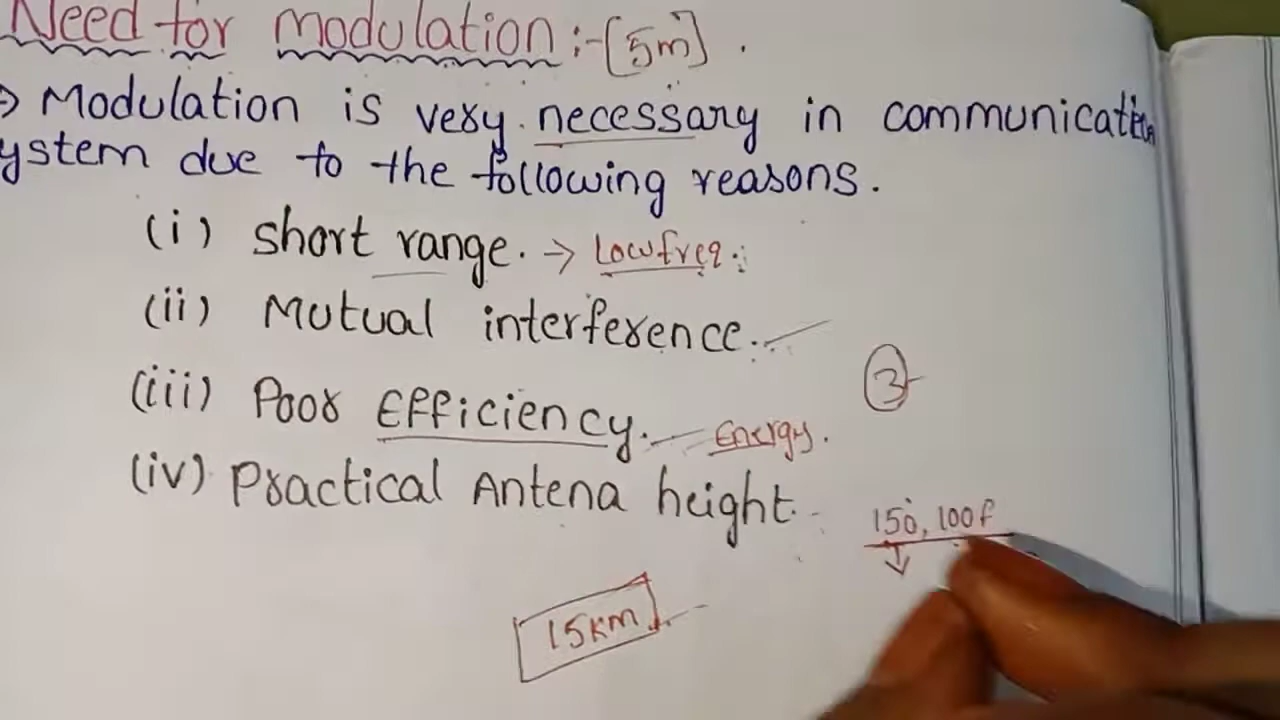 Need for modulation :- [5m] .
⇒ Modulation is very necessary in communication
ystem due to the following reasons.
(i) short range. → Low freq.
(ii) Mutual interference.
(iii) Poor Efficiency. Energy.
(iv) Practical Antena height.
3
150, 100f
15km